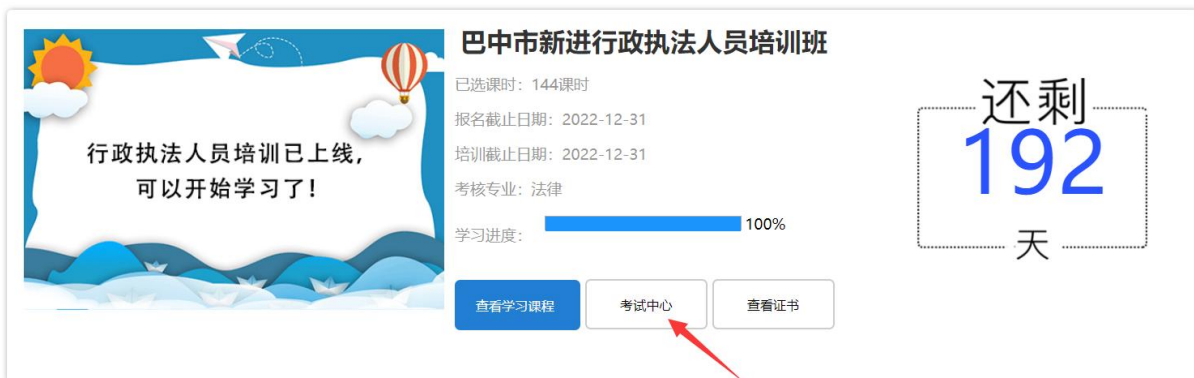 行政执法人员培训已上线，
可以开始学习了！
巴中市新进行政执法人员培训班
已选课时：144课时
报名截止日期：2022-12-31
培训截止日期：2022-12-31
考核专业：法律
学习进度： 100%
查看学习课程 考试中心 查看证书
还剩
192
天